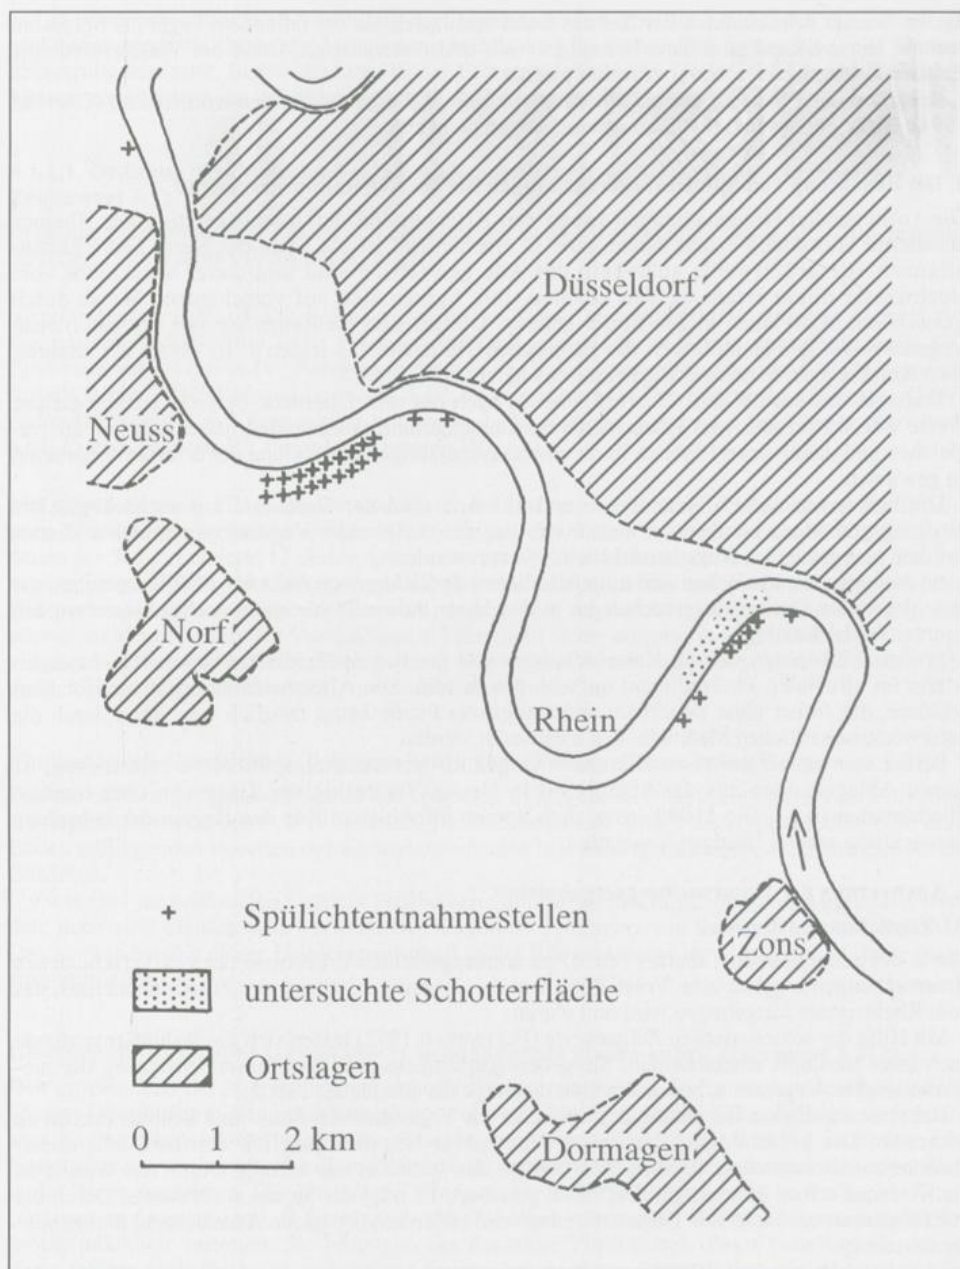 Düsseldorf
Neuss
Norf
Rhein
+ Spülichtentnahmestellen
Zons
untersuchte Schotterfläche
Ortslagen
0 1 2 km
Dormagen